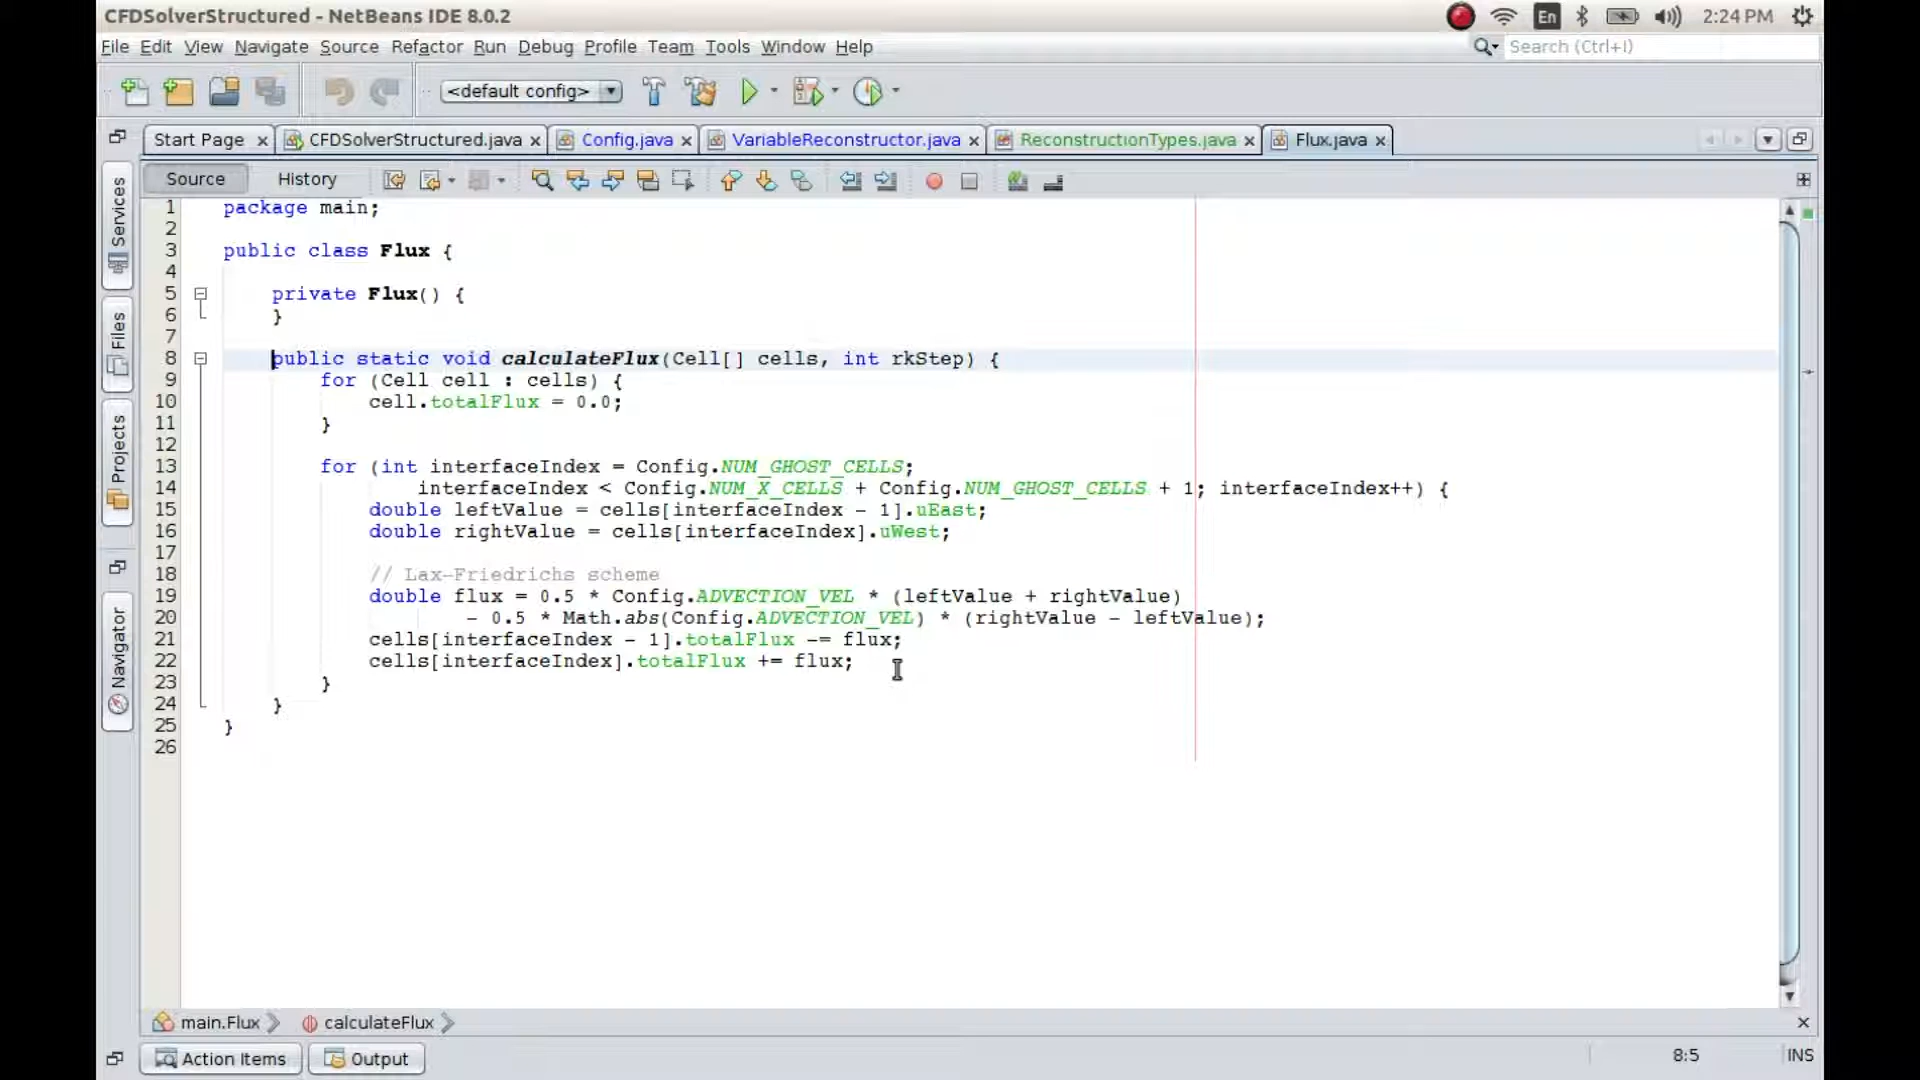 CFDSolverStructured - NetBeans IDE 8.0.2
En
2:24 PM
File Edit View Navigate Source Refactor Run Debug Profile Team Tools Window Help
Search (Ctrl+I)
<default config>
Start Page
CFDSolverStructured.java
Config.java
VariableReconstructor.java
ReconstructionTypes.java
Flux.java
Source
History
Services
Files
Projects
Navigator
1 package main;
2
3 public class Flux {
4
5 private Flux() {
6 }
7
8 public static void calculateFlux(Cell[] cells, int rkStep) {
9 for (Cell cell : cells) {
10 cell.totalFlux = 0.0;
11 }
12
13 for (int interfaceIndex = Config.NUM_GHOST_CELLS;
14 interfaceIndex < Config.NUM_X_CELLS + Config.NUM_GHOST_CELLS + 1; interfaceIndex++) {
15 double leftValue = cells[interfaceIndex - 1].uEast;
16 double rightValue = cells[interfaceIndex].uWest;
17
18 // Lax-Friedrichs scheme
19 double flux = 0.5 * Config.ADVECTION_VEL * (leftValue + rightValue)
20 - 0.5 * Math.abs(Config.ADVECTION_VEL) * (rightValue - leftValue);
21 cells[interfaceIndex - 1].totalFlux -= flux;
22 cells[interfaceIndex].totalFlux += flux;
23 }
24 }
25 }
26
main.Flux
calculateFlux
Action Items
Output
8:5
INS